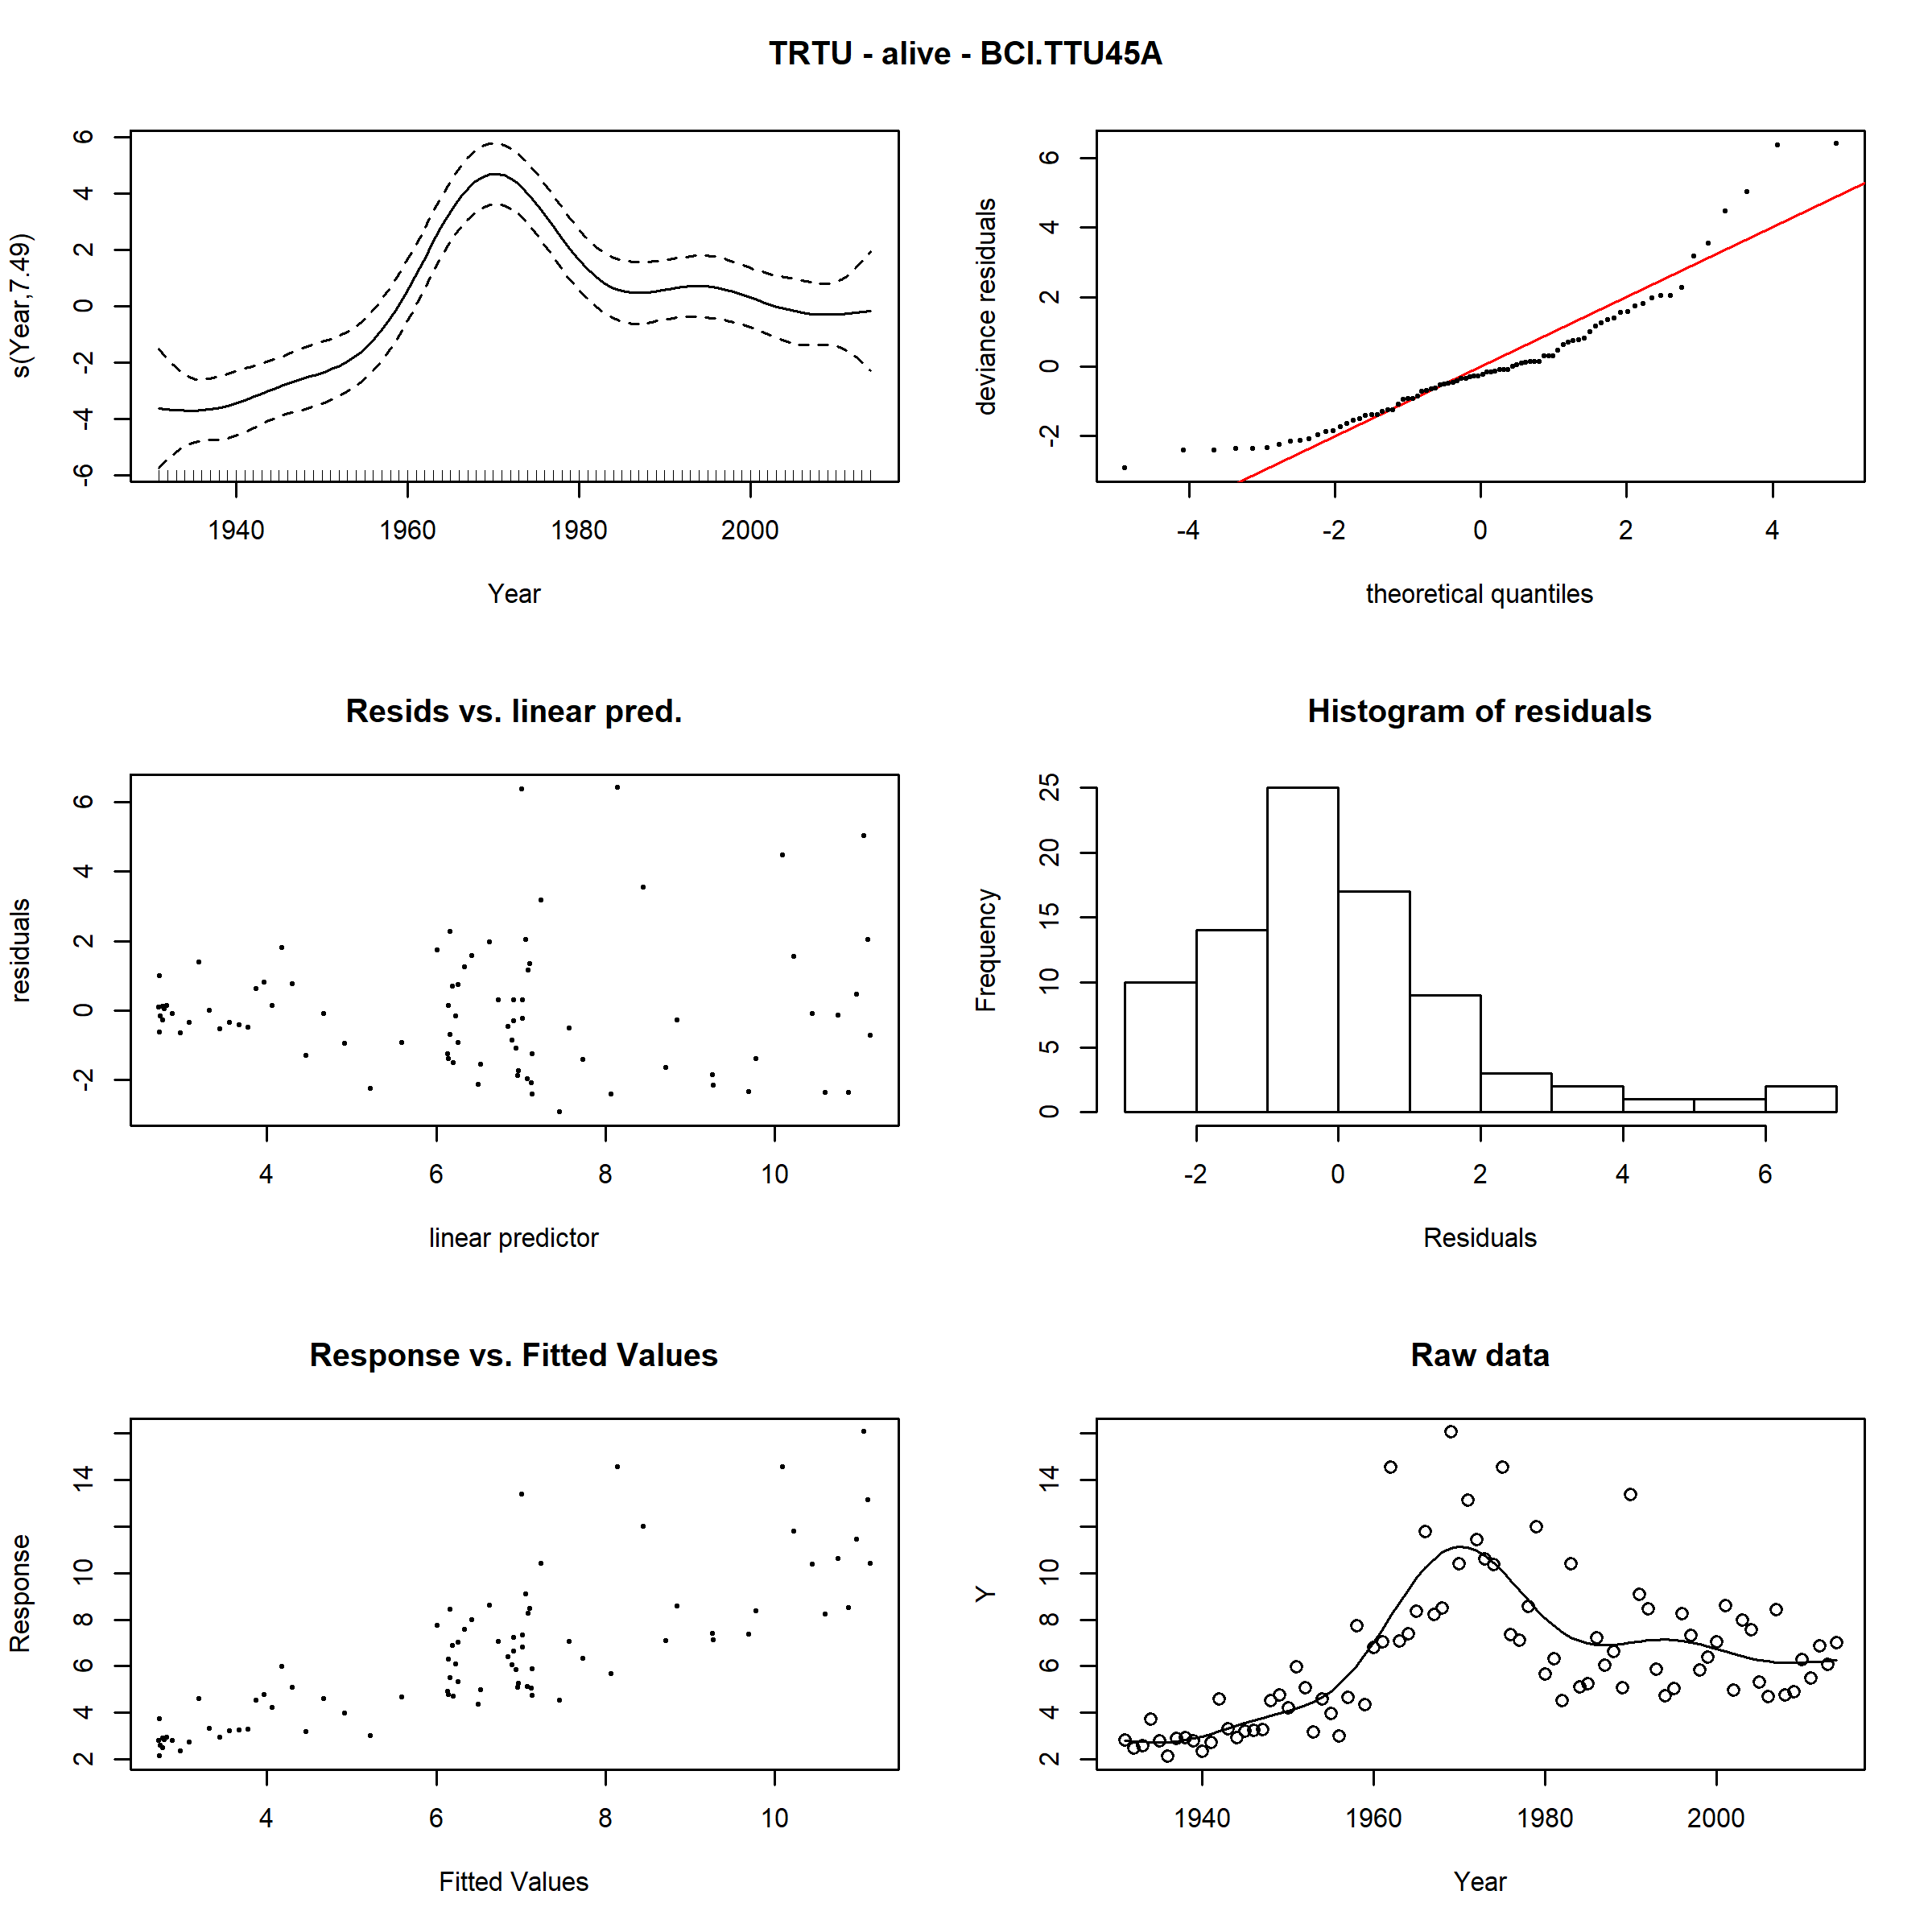 TRTU - alive - BCI.TTU45A
s(Year,7.49)
6
4
2
0
-2
-4
-6
1940 1960 1980 2000
Year
deviance residuals
6
4
2
0
-2
-4 -2 0 2 4
theoretical quantiles
Resids vs. linear pred.
residuals
6
4
2
0
-2
4 6 8 10
linear predictor
Histogram of residuals
Frequency
25
20
15
10
5
0
-2 0 2 4 6
Residuals
Response vs. Fitted Values
Response
14
10
8
6
4
2
4 6 8 10
Fitted Values
Raw data
Y
14
10
8
6
4
2
1940 1960 1980 2000
Year